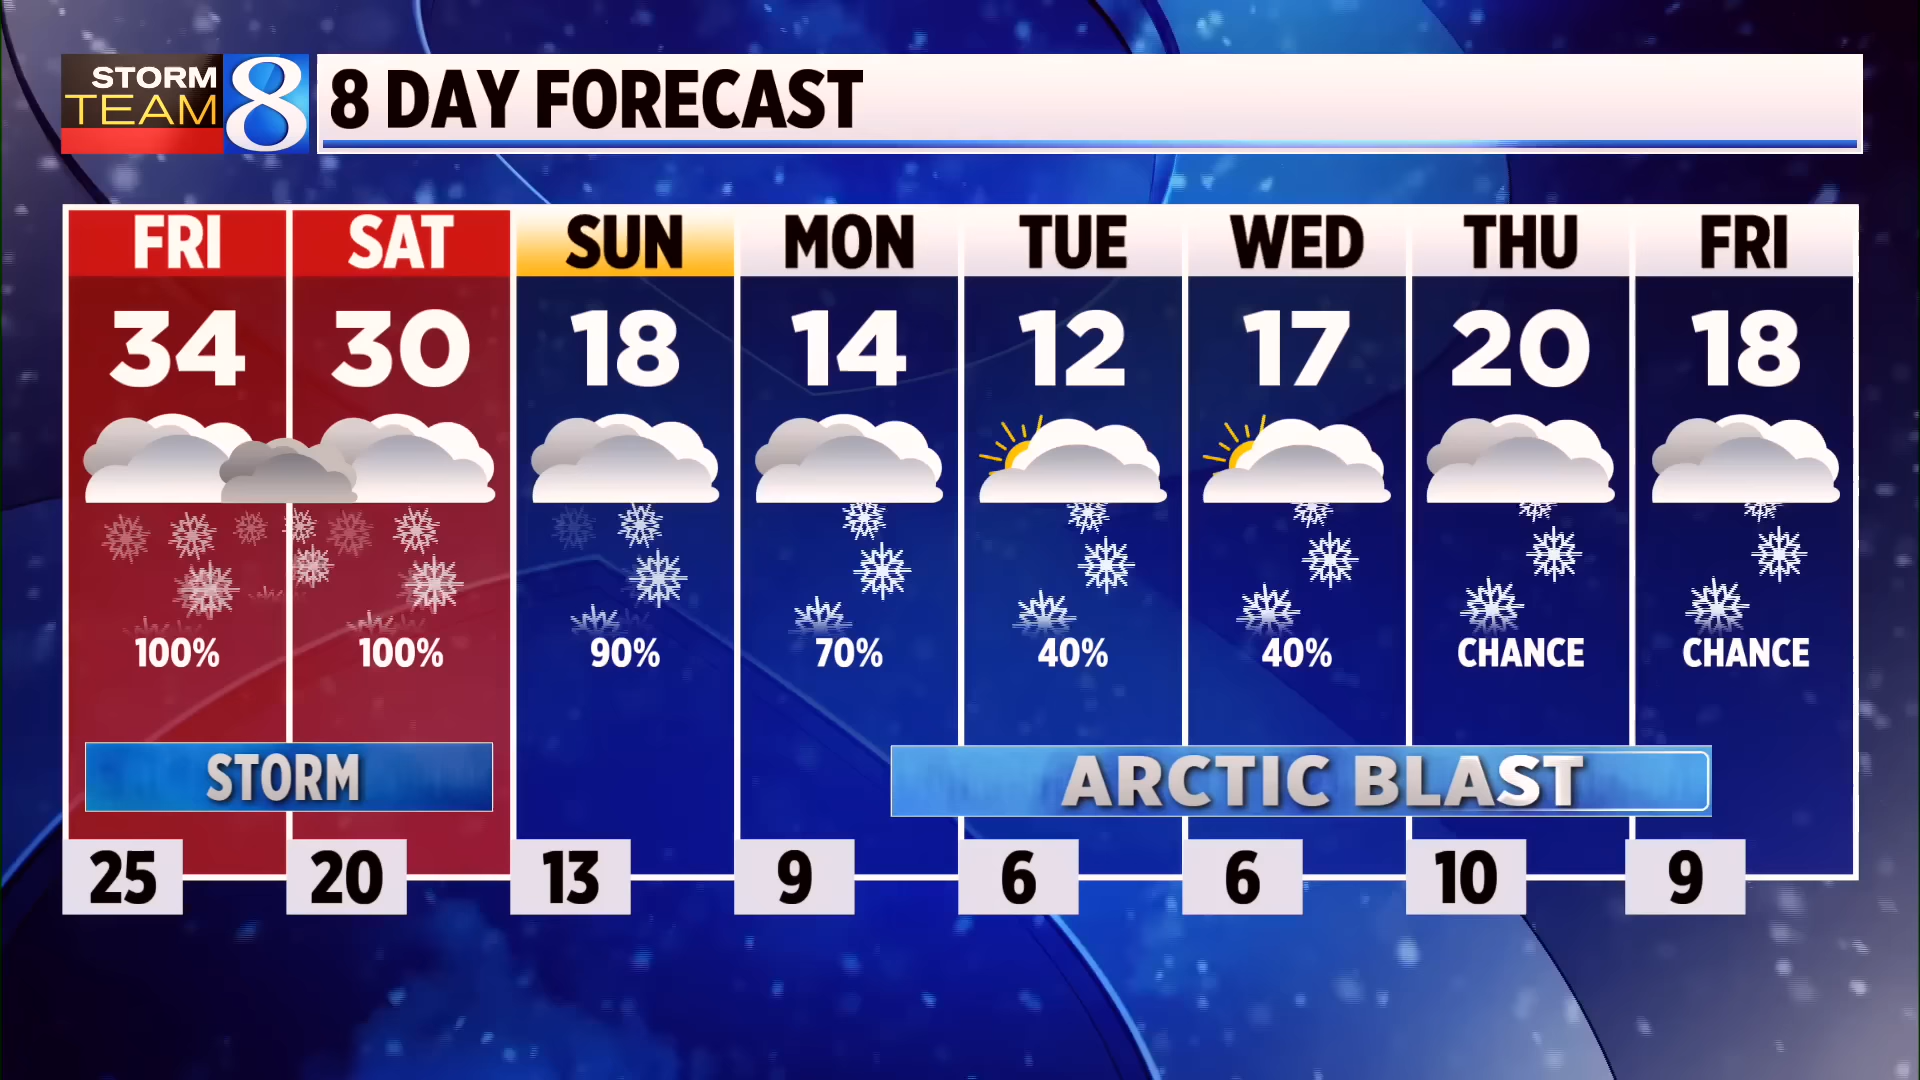 STORM
TEAM
8
8 DAY FORECAST
FRI SAT SUN MON TUE WED THU FRI
34 30 18 14 12 17 20 18
100% 100% 90% 70% 40% 40% CHANCE CHANCE
STORM ARCTIC BLAST
25 20 13 9 6 6 10 9